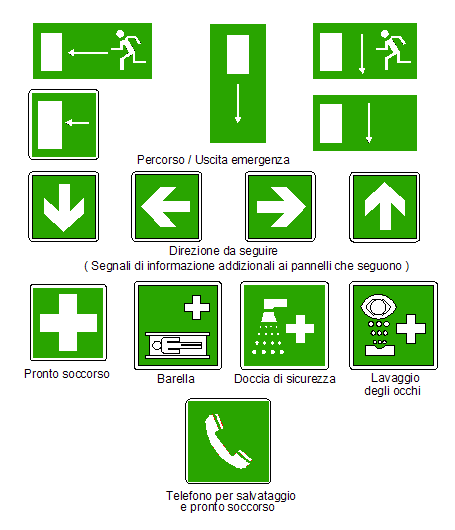 Percorso / Uscita emergenza
Direzione da seguire
( Segnali di informazione addizionali ai pannelli che seguono )
Pronto soccorso
Barella
Doccia di sicurezza
Lavaggio
degli occhi
Telefono per salvataggio
e pronto soccorso